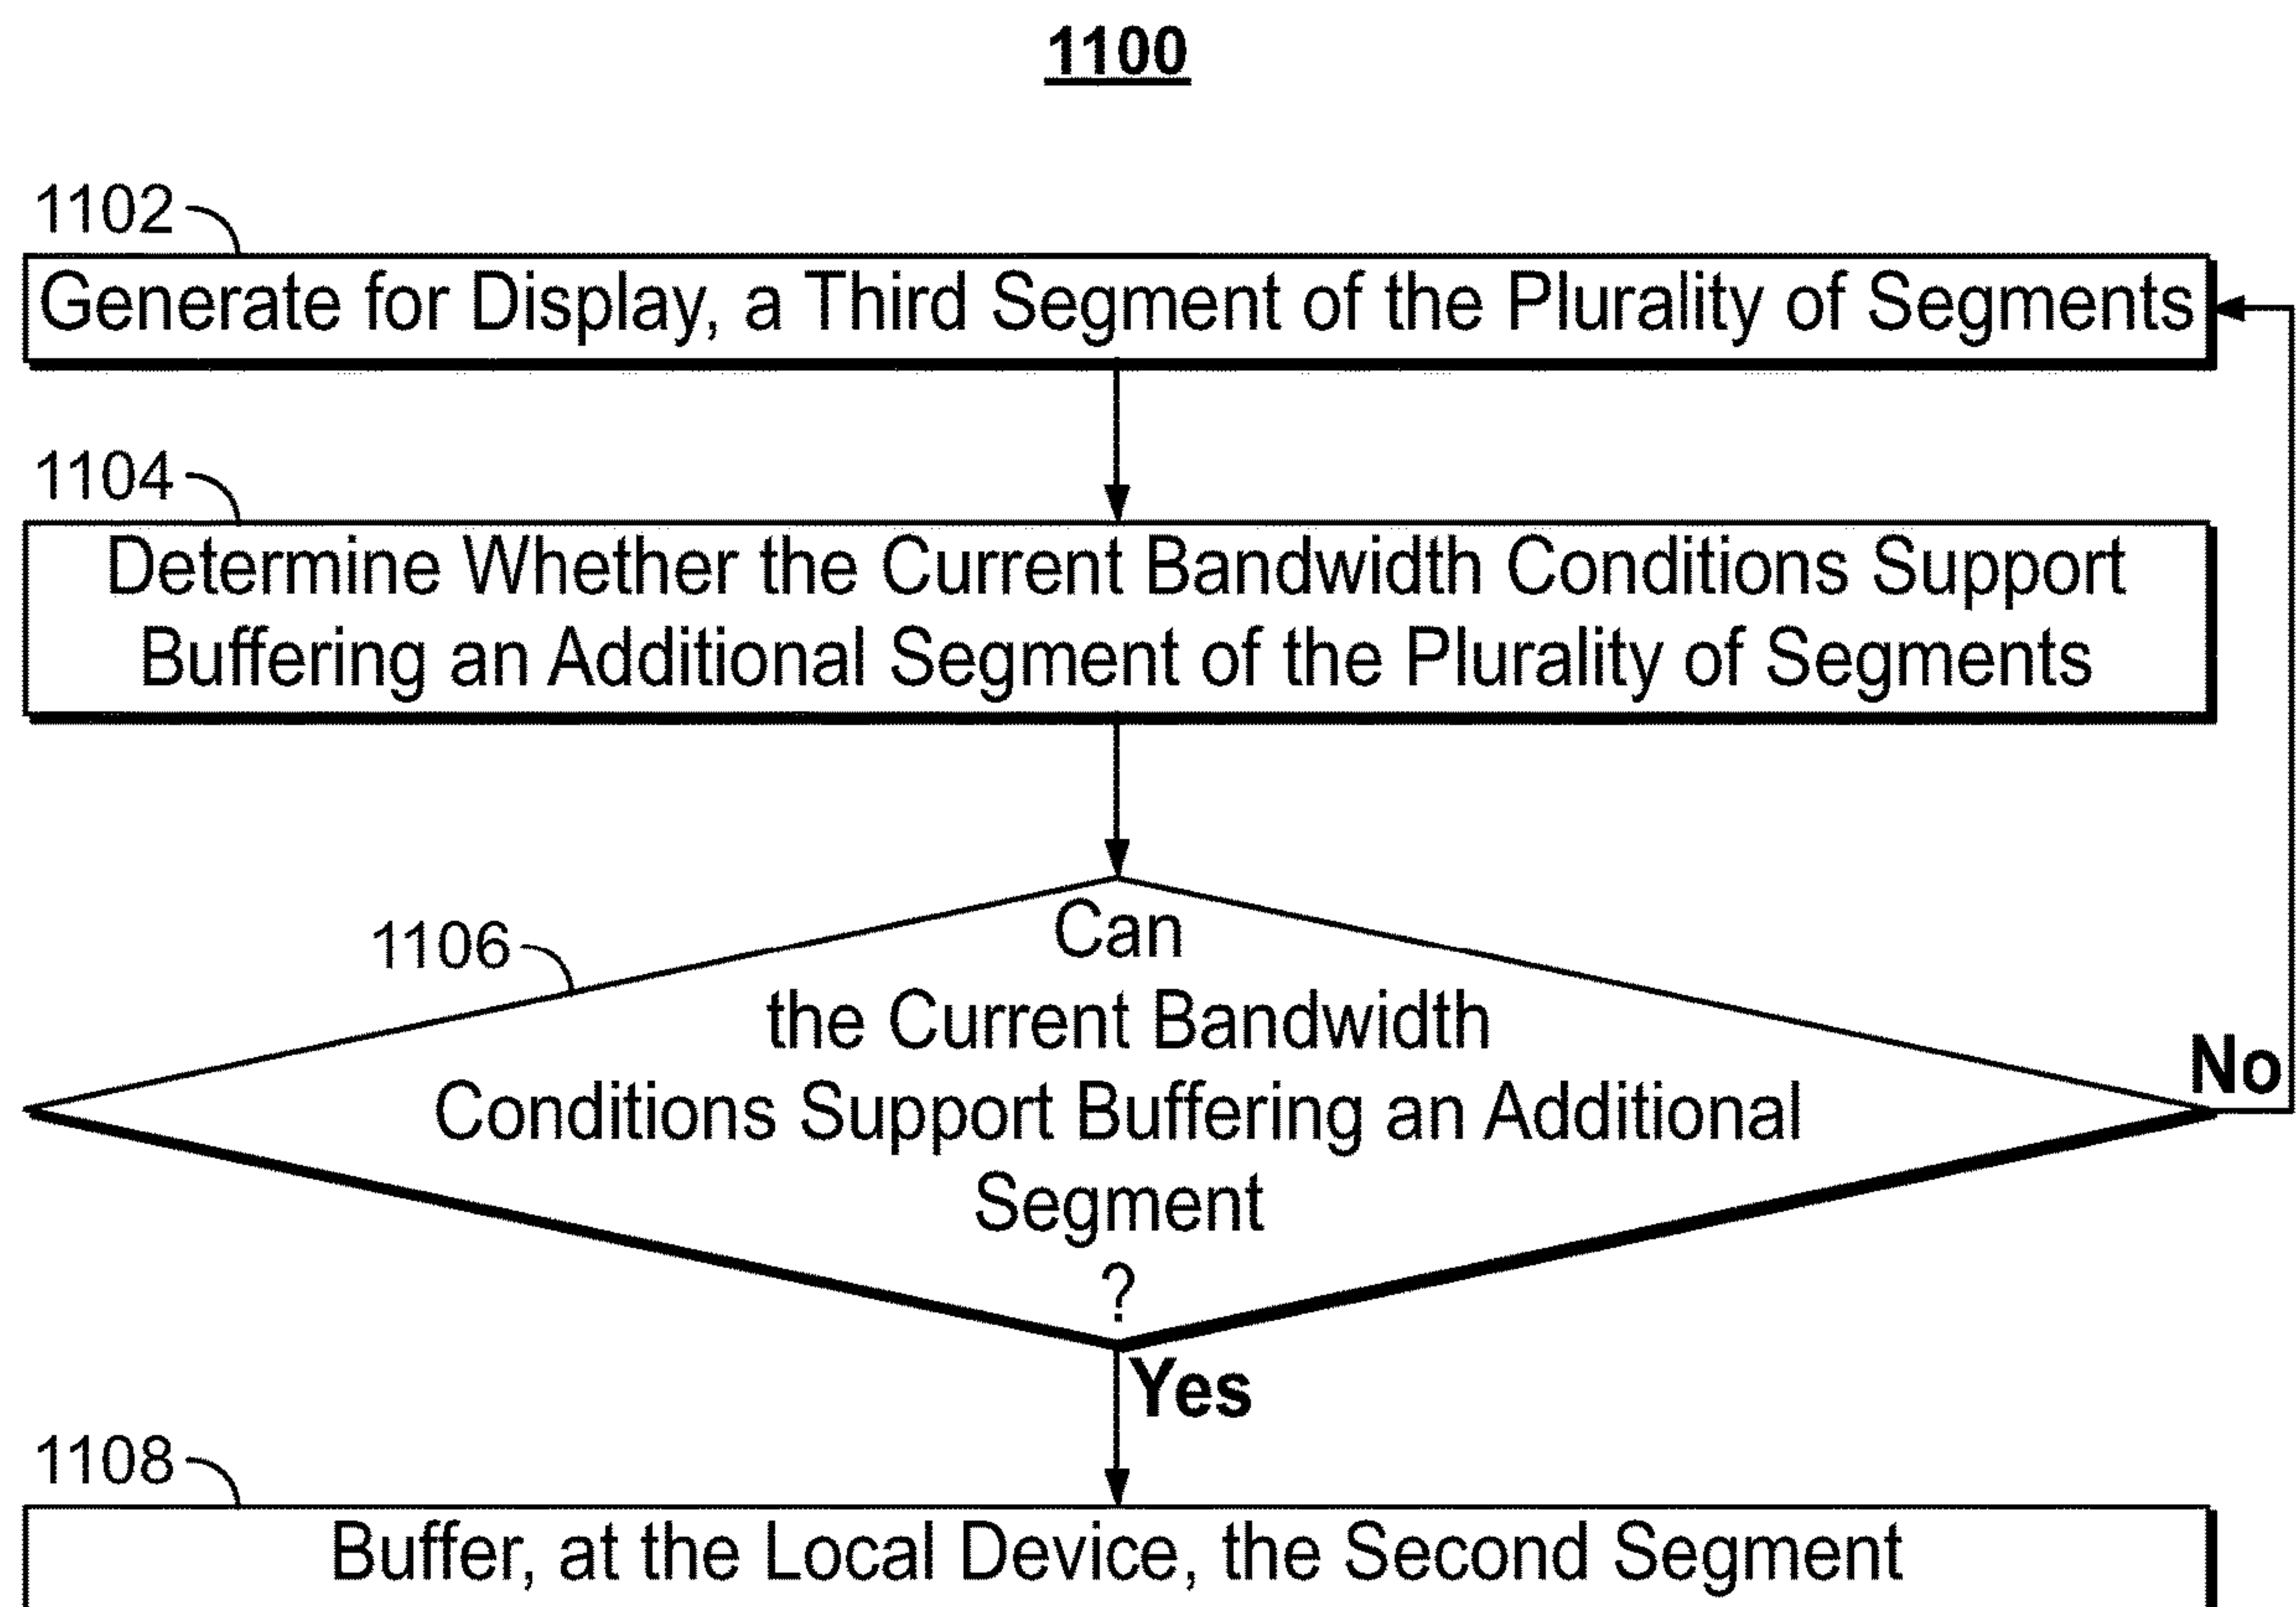 1100
1102
Generate for Display, a Third Segment of the Plurality of Segments
1104
Determine Whether the Current Bandwidth Conditions Support
Buffering an Additional Segment of the Plurality of Segments
1106
Can
the Current Bandwidth
Conditions Support Buffering an Additional
Segment
?
No
Yes
1108
Buffer, at the Local Device, the Second Segment